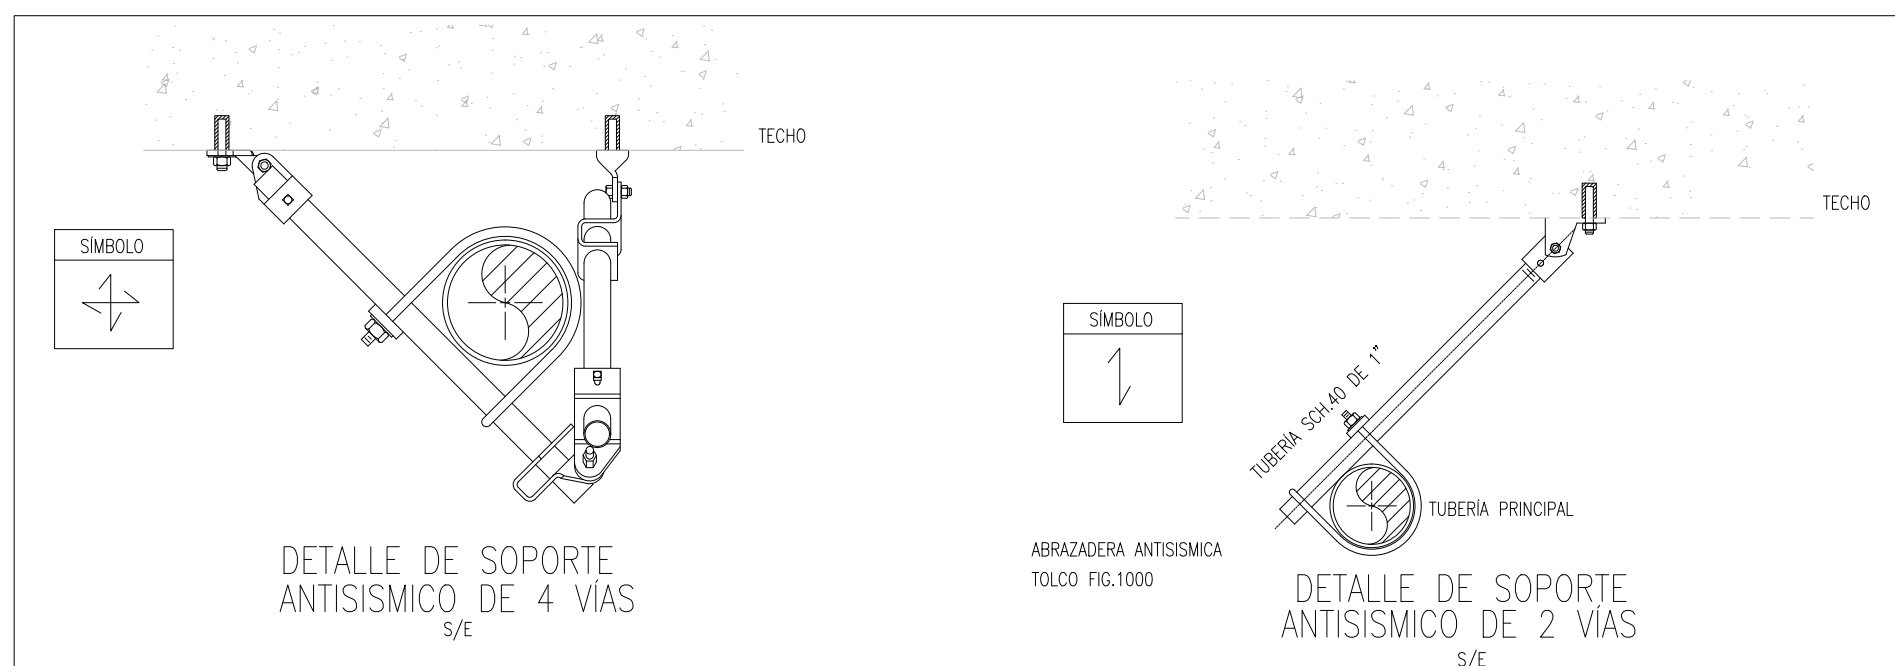 TECHO
SÍMBOLO
DETALLE DE SOPORTE
ANTISISMICO DE 4 VÍAS
S/E
TECHO
SÍMBOLO
TUBERÍA SCH.40 DE 1"
TUBERÍA PRINCIPAL
ABRAZADERA ANTISISMICA
TOLCO FIG.1000
DETALLE DE SOPORTE
ANTISISMICO DE 2 VÍAS
S/E